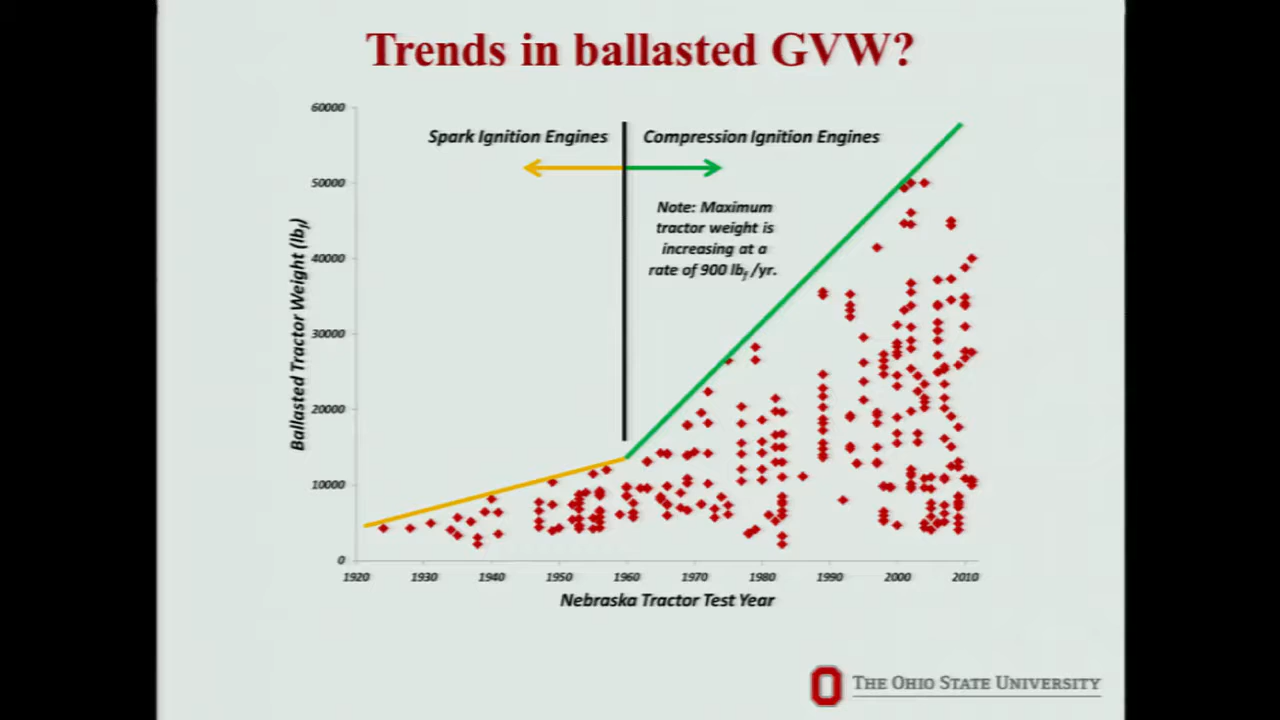 Trends in ballasted GVW?
60000
50000
40000
30000
20000
10000
0
Ballasted Tractor Weight (lbf)
Spark Ignition Engines
Compression Ignition Engines
Note: Maximum
tractor weight is
increasing at a
rate of 900 lbf /yr.
1920 1930 1940 1950 1960 1970 1980 1990 2000 2010
Nebraska Tractor Test Year
THE OHIO STATE UNIVERSITY